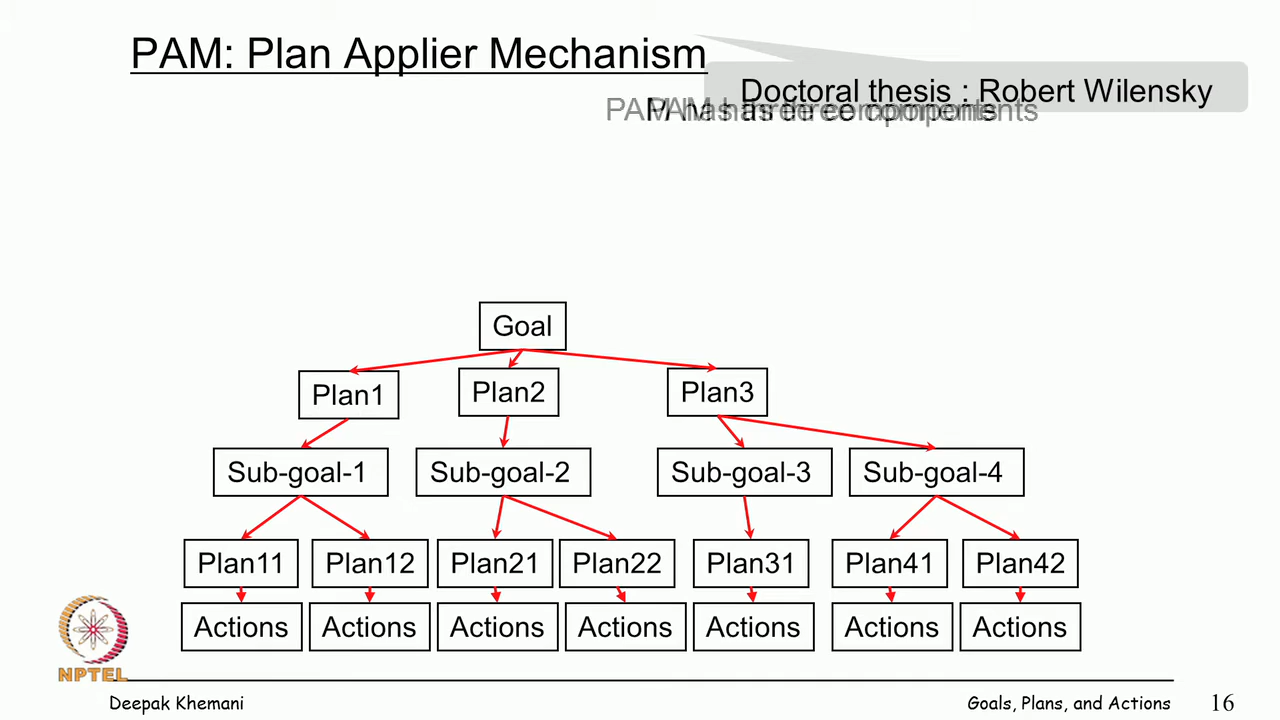 PAM: Plan Applier Mechanism
Doctoral thesis : Robert Wilensky
PAM has three components
Goal
Plan1 Plan2 Plan3
Sub-goal-1 Sub-goal-2 Sub-goal-3 Sub-goal-4
Plan11 Plan12 Plan21 Plan22 Plan31 Plan41 Plan42
Actions Actions Actions Actions Actions Actions Actions
NPTEL
Deepak Khemani Goals, Plans, and Actions 16